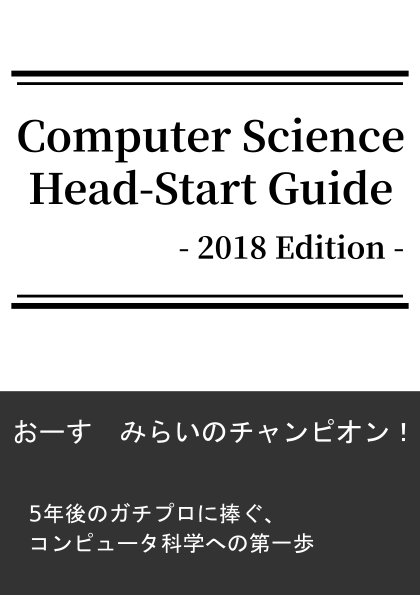 Computer Science
Head-Start Guide
- 2018 Edition -
おーす　みらいのチャンピオン！
5年後のガチプロに捧ぐ、
コンピュータ科学への第一歩